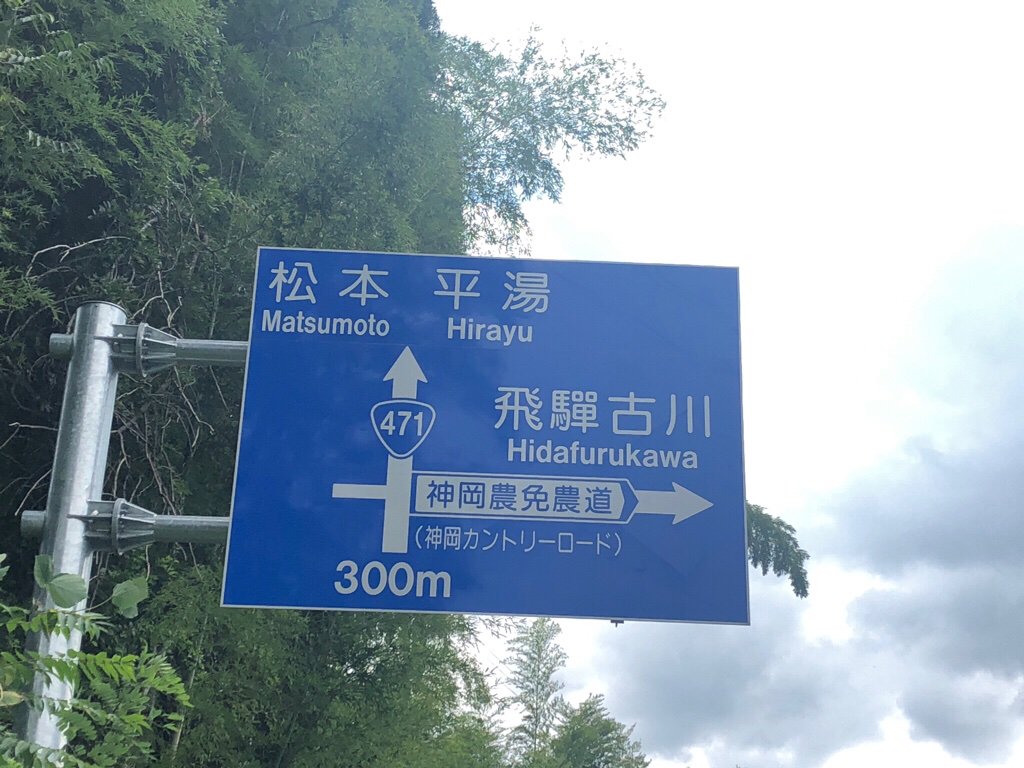 松本 平湯
Matsumoto Hirayu
471
飛驒古川
Hidafurukawa
神岡農免農道
(神岡カントリーロード)
300m